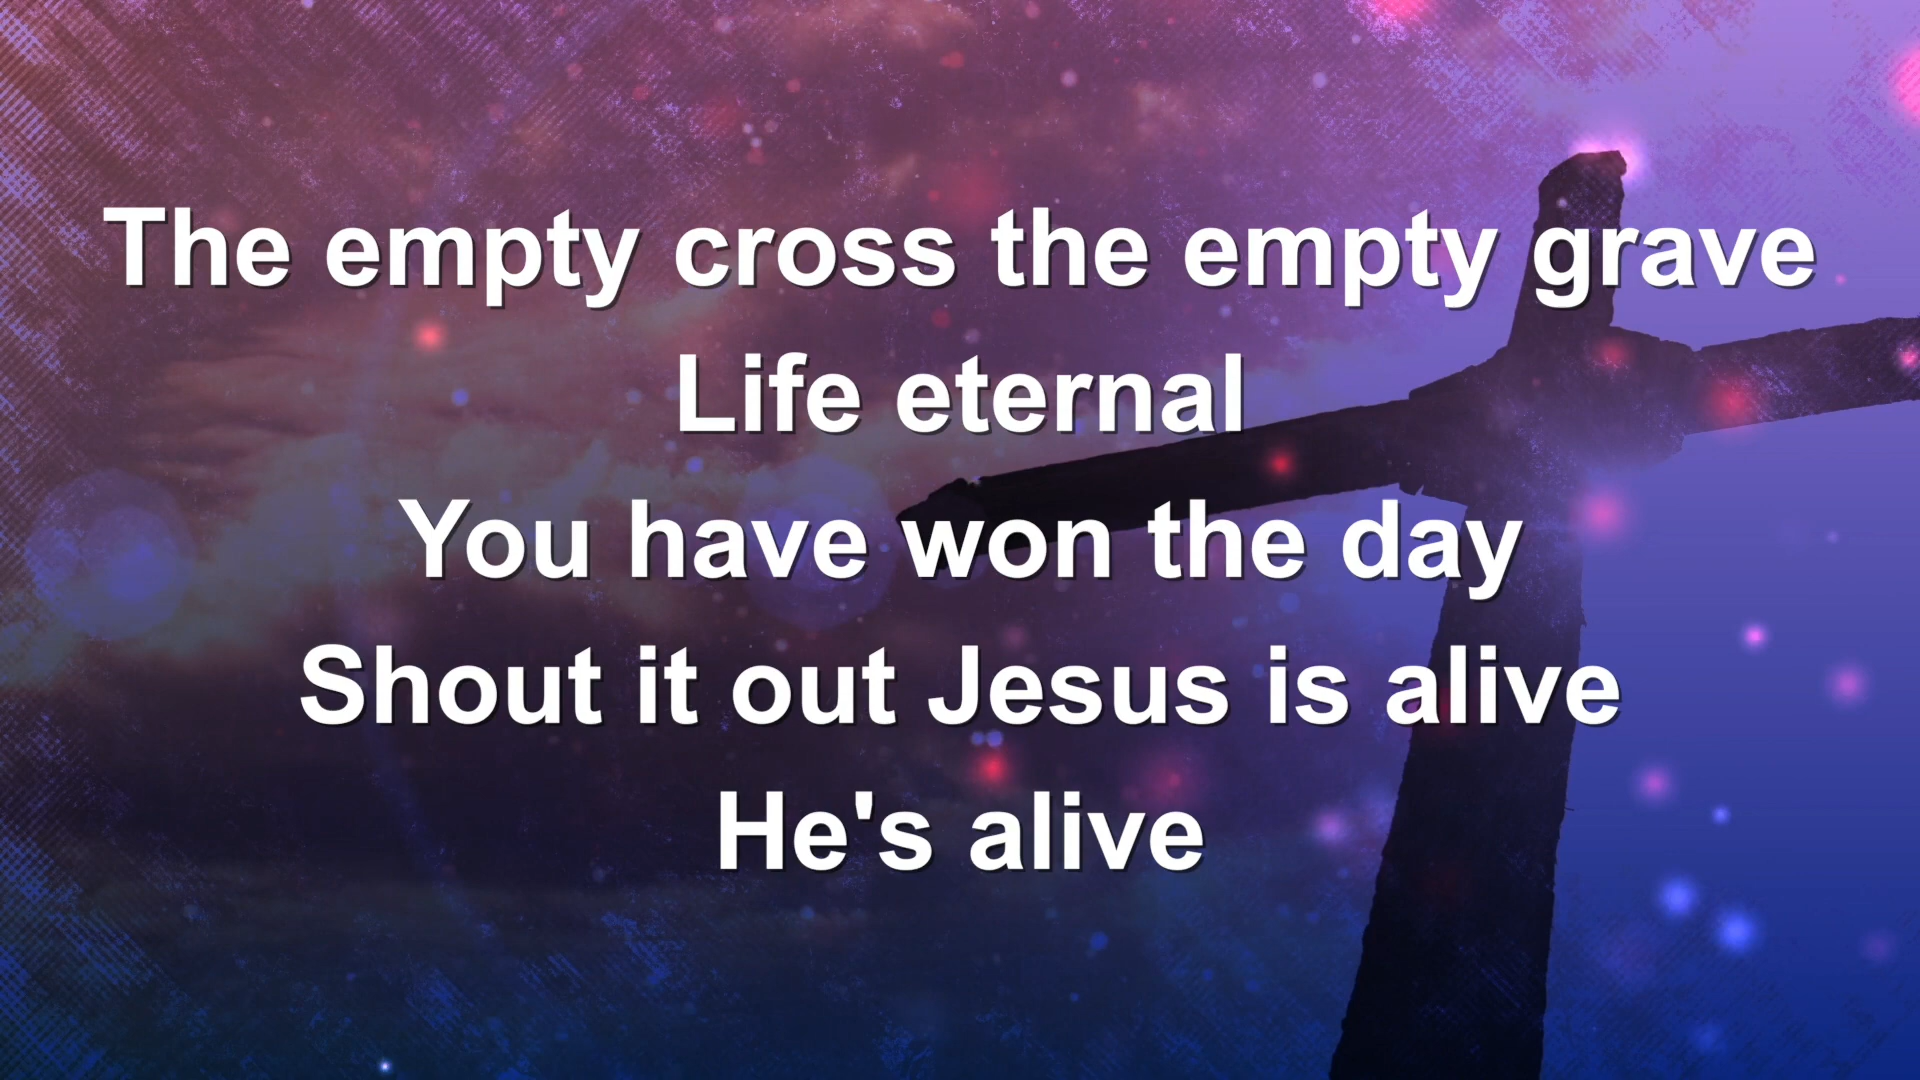 The empty cross the empty grave
Life eternal
You have won the day
Shout it out Jesus is alive
He's alive